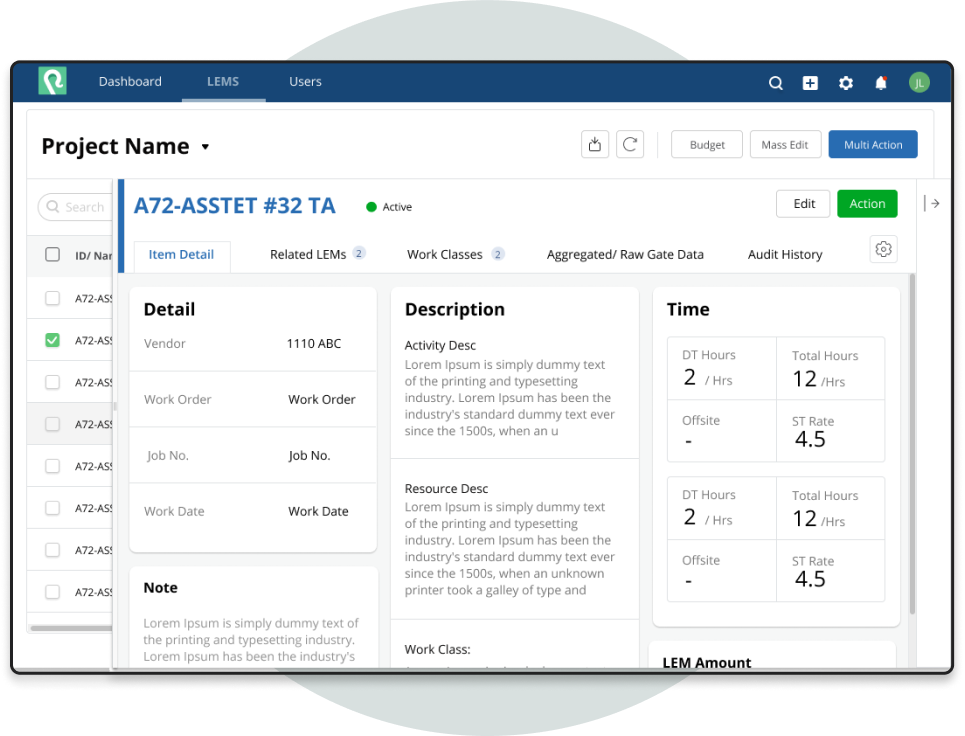 Dashboard LEMS Users JL
Project Name
Budget Mass Edit Multi Action
Search
A72-ASSTET #32 TA Active Edit Action
ID/ Nar
Item Detail Related LEMs 2 Work Classes 2 Aggregated/ Raw Gate Data Audit History
A72-ASS
A72-ASS
A72-ASS
A72-ASS
A72-ASS
A72-ASS
A72-ASS
A72-ASS
Detail
Vendor 1110 ABC
Work Order Work Order
Job No. Job No.
Work Date Work Date
Note
Lorem Ipsum is simply dummy text of
the printing and typesetting industry.
Lorem Ipsum has been the industry's
Description
Activity Desc
Lorem Ipsum is simply dummy text
of the printing and typesetting
industry. Lorem Ipsum has been the
industry's standard dummy text ever
since the 1500s, when an u
Resource Desc
Lorem Ipsum is simply dummy text
of the printing and typesetting
industry. Lorem Ipsum has been the
industry's standard dummy text ever
since the 1500s, when an unknown
printer took a galley of type and
Work Class:
Time
DT Hours Total Hours
2 / Hrs 12 /Hrs
Offsite ST Rate
- 4.5
DT Hours Total Hours
2 / Hrs 12 /Hrs
Offsite ST Rate
- 4.5
LEM Amount